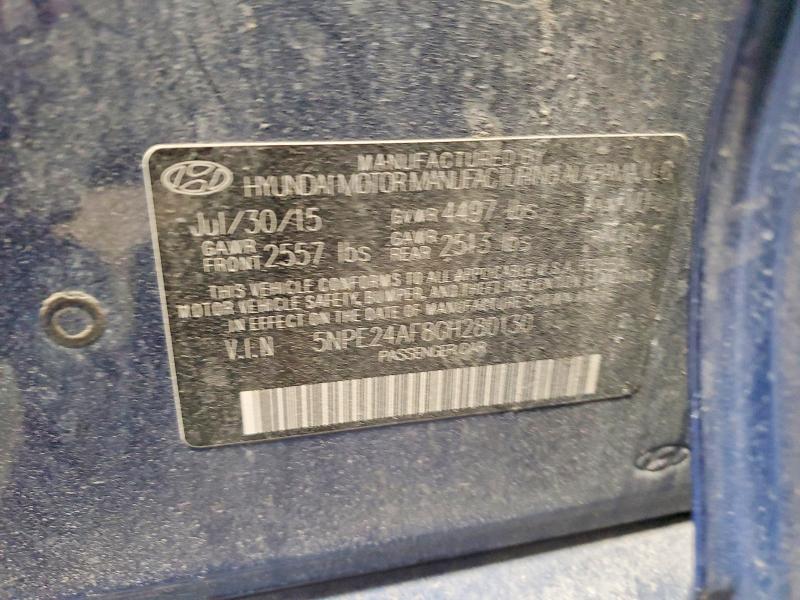 MANUFACTURED BY
HYUNDAI MOTOR MANUFACTURING ALABAMA, LLC
Jul/30/15 GVWR 4497 lbs
GAWR FRONT 2557 lbs GAWR REAR 2513 lbs
THIS VEHICLE CONFORMS TO ALL APPLICABLE U.S.A. FEDERAL
MOTOR VEHICLE SAFETY, BUMPER, AND THEFT PREVENTION STANDARDS
IN EFFECT ON THE DATE OF MANUFACTURE SHOWN ABOVE
V.I.N 5NPE24AF8GH280130
PASSENGER CAR